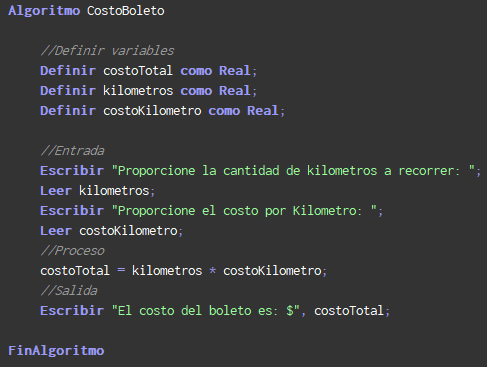 Algoritmo CostoBoleto
//Definir variables
Definir costoTotal como Real;
Definir kilometros como Real;
Definir costoKilometro como Real;
//Entrada
Escribir "Proporcione la cantidad de kilometros a recorrer: ";
Leer kilometros;
Escribir "Proporcione el costo por Kilometro: ";
Leer costoKilometro;
//Proceso
costoTotal = kilometros * costoKilometro;
//Salida
Escribir "El costo del boleto es: $", costoTotal;
FinAlgoritmo